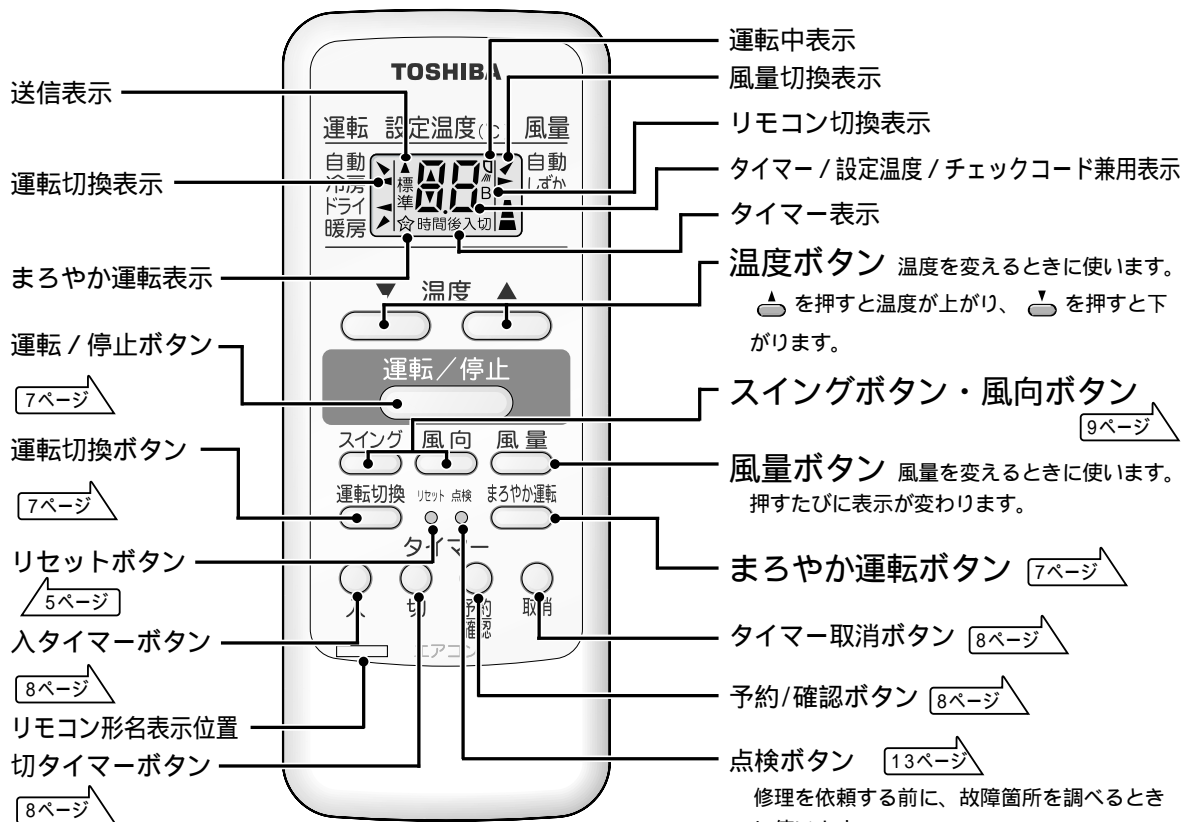 送信表示
運転切換表示
まろやか運転表示
運転 / 停止ボタン
7ページ
運転切換ボタン
7ページ
リセットボタン
5ページ
入タイマーボタン
8ページ
リモコン形名表示位置
切タイマーボタン
8ページ
TOSHIBA
運転 設定温度(℃) 風量
自動
冷房
ドライ
暖房
標準
88
B
時間後入切
自動
しずか
▼ 温度 ▲
運転／停止
スイング 風向 風量
運転切換 リセット 点検 まろやか運転
タイマー
入 切 予約確認 取消
エアコン
運転中表示
風量切換表示
リモコン切換表示
タイマー / 設定温度 / チェックコード兼用表示
タイマー表示
温度ボタン 温度を変えるときに使います。
▲ を押すと温度が上がり、 ▼ を押すと下
がります。
スイングボタン・風向ボタン
9ページ
風量ボタン 風量を変えるときに使います。
押すたびに表示が変わります。
まろやか運転ボタン 7ページ
タイマー取消ボタン 8ページ
予約/確認ボタン 8ページ
点検ボタン 13ページ
修理を依頼する前に、故障箇所を調べるとき